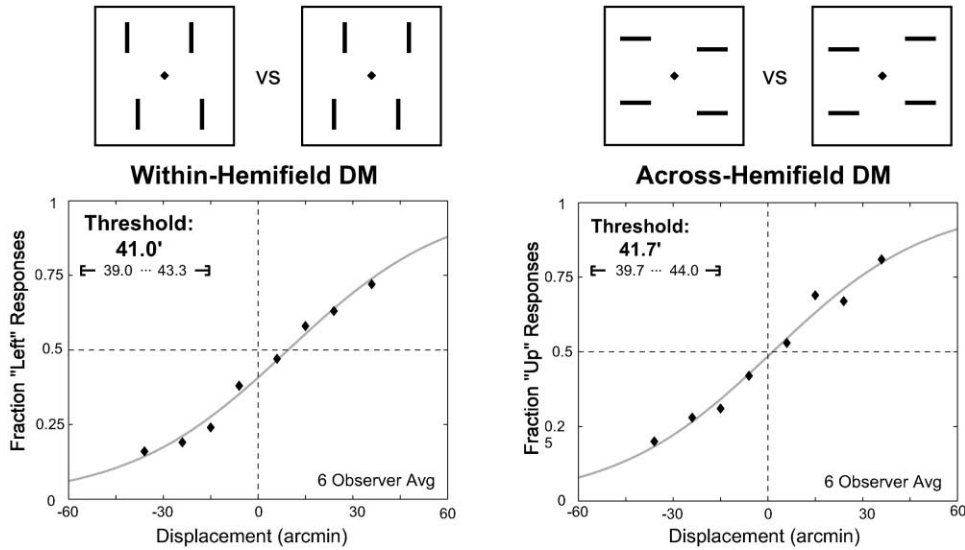 vs
vs
Within-Hemifield DM
Across-Hemifield DM
Fraction "Left" Responses
1
0.75
0.5
0.25
0
Threshold:
41.0'
39.0 ··· 43.3
6 Observer Avg
-60
-30
0
30
60
Displacement (arcmin)
Fraction "Up" Responses
1
0.75
0.5
0.2
5
0
Threshold:
41.7'
39.7 ··· 44.0
6 Observer Avg
-60
-30
0
30
60
Displacement (arcmin)